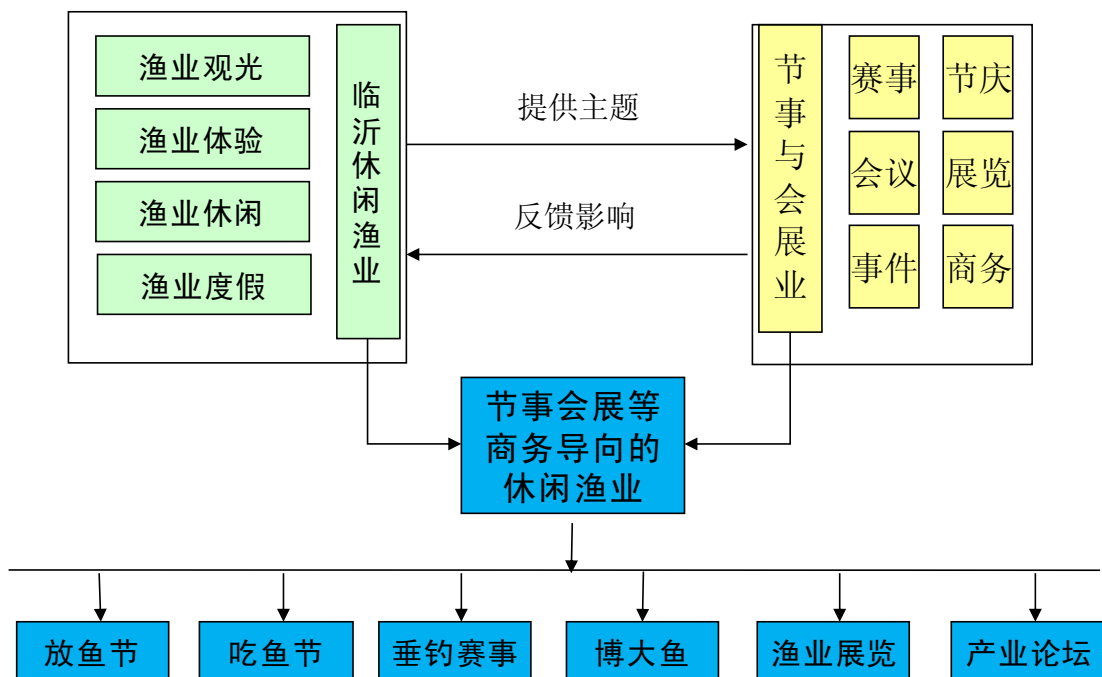 渔业观光
渔业体验
渔业休闲
渔业度假
临沂休闲渔业
提供主题
反馈影响
节事与会展业
赛事
节庆
会议
展览
事件
商务
节事会展等
商务导向的
休闲渔业
放鱼节
吃鱼节
垂钓赛事
博大鱼
渔业展览
产业论坛